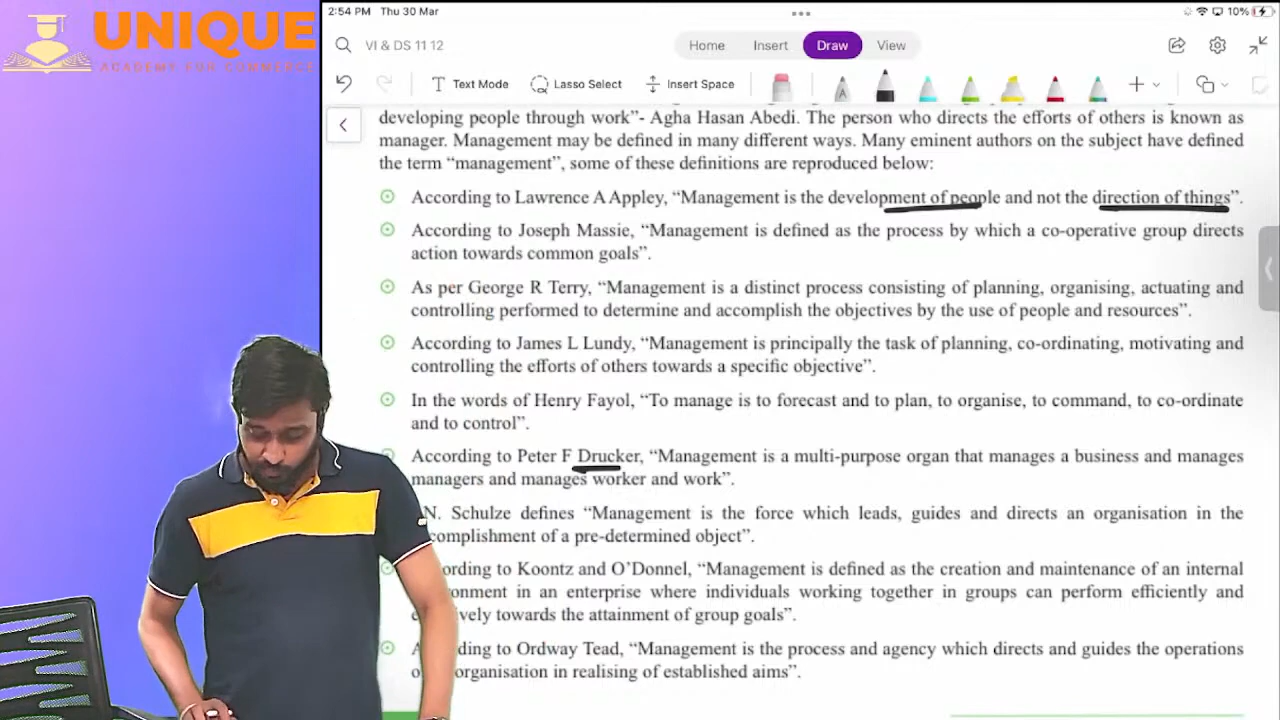 UNIQUE
ACADEMY FOR COMMERCE
2:54 PM Thu 30 Mar
10%
VI & DS 11 12
Home Insert Draw View
Text Mode Lasso Select Insert Space
developing people through work”- Agha Hasan Abedi. The person who directs the efforts of others is known as
manager. Management may be defined in many different ways. Many eminent authors on the subject have defined
the term “management”, some of these definitions are reproduced below:
According to Lawrence A Appley, “Management is the development of people and not the direction of things”.
According to Joseph Massie, “Management is defined as the process by which a co-operative group directs
action towards common goals”.
As per George R Terry, “Management is a distinct process consisting of planning, organising, actuating and
controlling performed to determine and accomplish the objectives by the use of people and resources”.
According to James L Lundy, “Management is principally the task of planning, co-ordinating, motivating and
controlling the efforts of others towards a specific objective”.
In the words of Henry Fayol, “To manage is to forecast and to plan, to organise, to command, to co-ordinate
and to control”.
According to Peter F Drucker, “Management is a multi-purpose organ that manages a business and manages
managers and manages worker and work”.
N. Schulze defines “Management is the force which leads, guides and directs an organisation in the
complishment of a pre-determined object”.
ording to Koontz and O’Donnel, “Management is defined as the creation and maintenance of an internal
onment in an enterprise where individuals working together in groups can perform efficiently and
ively towards the attainment of group goals”.
ding to Ordway Tead, “Management is the process and agency which directs and guides the operations
organisation in realising of established aims”.